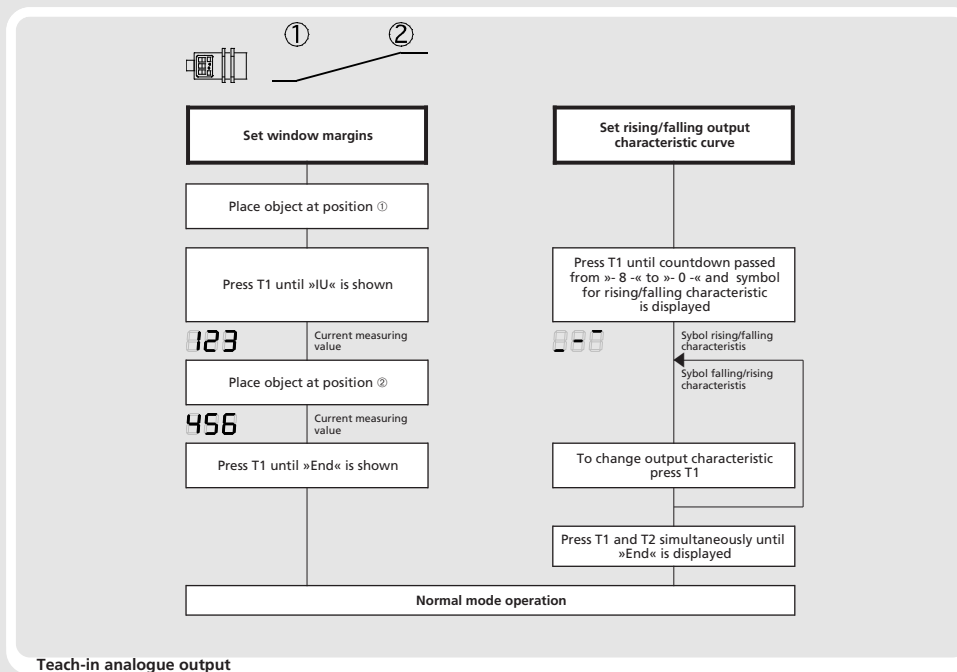 ① ②
Set window margins
Place object at position ①
Press T1 until »IU« is shown
123
Current measuring
value
Place object at position ②
456
Current measuring
value
Press T1 until »End« is shown
Set rising/falling output
characteristic curve
Press T1 until countdown passed
from »- 8 -« to »- 0 -« and symbol
for rising/falling characteristic
is displayed
Sybol rising/falling
characteristis
Sybol falling/rising
characteristis
To change output characteristic
press T1
Press T1 and T2 simultaneously until
»End« is displayed
Normal mode operation
Teach-in analogue output